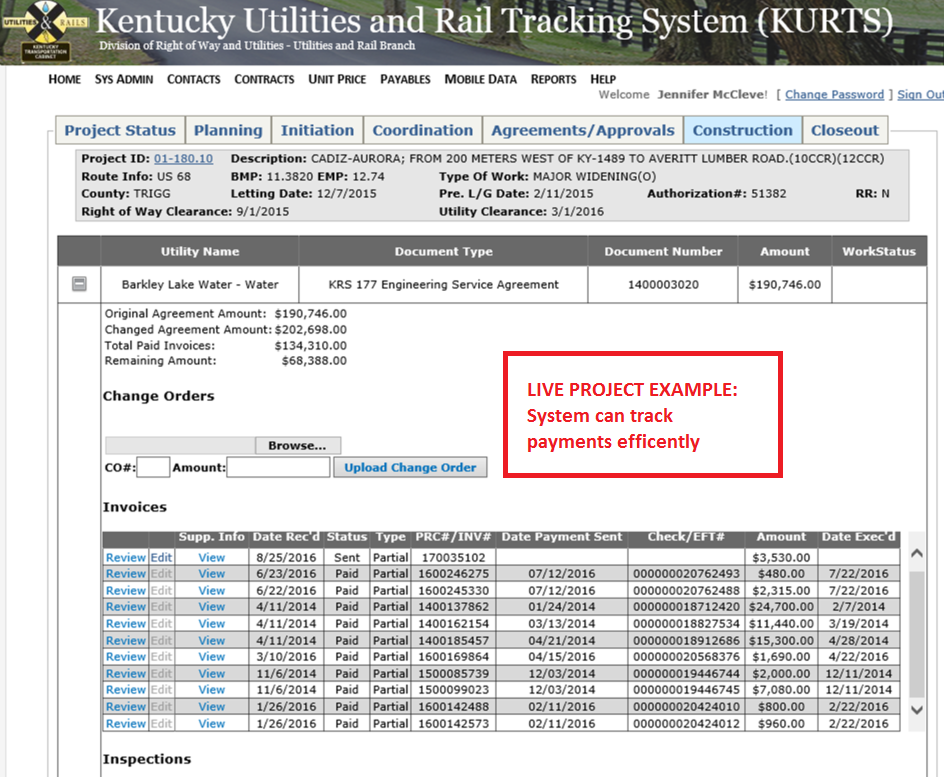 UTILITIES & RAILS
KENTUCKY
TRANSPORTATION
CABINET
Kentucky Utilities and Rail Tracking System (KURTS)
Division of Right of Way and Utilities - Utilities and Rail Branch
HOME SYS ADMIN CONTACTS CONTRACTS UNIT PRICE PAYABLES MOBILE DATA REPORTS HELP
Welcome Jennifer McCleve! [ Change Password ] Sign Out
Project Status Planning Initiation Coordination Agreements/Approvals Construction Closeout
Project ID: 01-180.10 Description: CADIZ-AURORA; FROM 200 METERS WEST OF KY-1489 TO AVERITT LUMBER ROAD.(10CCR)(12CCR)
Route Info: US 68 BMP: 11.3820 EMP: 12.74 Type Of Work: MAJOR WIDENING(O)
County: TRIGG Letting Date: 12/7/2015 Pre. L/G Date: 2/11/2015 Authorization#: 51382 RR: N
Right Of Way Clearance: 9/1/2015 Utility Clearance: 3/1/2016
Utility Name Document Type Document Number Amount WorkStatus
Barkley Lake Water - Water KRS 177 Engineering Service Agreement 1400003020 $190,746.00
Original Agreement Amount: $190,746.00
Changed Agreement Amount: $202,698.00
Total Paid Invoices: $134,310.00
Remaining Amount: $68,388.00
Change Orders
LIVE PROJECT EXAMPLE:
System can track
payments efficently
Browse...
CO#: Amount: Upload Change Order
Invoices
Supp. Info Date Rec'd Status Type PRC#/INV# Date Payment Sent Check/EFT# Amount Date Exec'd
Review Edit View 8/25/2016 Sent Partial 170035102 $3,530.00
Review Edit View 6/23/2016 Paid Partial 1600246275 07/12/2016 000000020762493 $480.00 7/22/2016
Review Edit View 6/22/2016 Paid Partial 1600245330 07/12/2016 000000020762488 $2,315.00 7/22/2016
Review Edit View 4/11/2014 Paid Partial 1400137862 01/24/2014 000000018712420 $24,700.00 2/7/2014
Review Edit View 4/11/2014 Paid Partial 1400162154 03/13/2014 000000018827534 $11,440.00 3/19/2014
Review Edit View 4/11/2014 Paid Partial 1400185457 04/21/2014 000000018912686 $15,300.00 4/28/2014
Review Edit View 3/10/2016 Paid Partial 1600169864 04/15/2016 000000020568376 $1,690.00 4/22/2016
Review Edit View 11/6/2014 Paid Partial 1500085739 12/03/2014 000000019446744 $2,000.00 12/11/2014
Review Edit View 11/6/2014 Paid Partial 1500099023 12/03/2014 000000019446745 $7,080.00 12/11/2014
Review Edit View 1/26/2016 Paid Partial 1600142488 02/11/2016 000000020424010 $800.00 2/22/2016
Review Edit View 1/26/2016 Paid Partial 1600142573 02/11/2016 000000020424012 $960.00 2/22/2016
Inspections